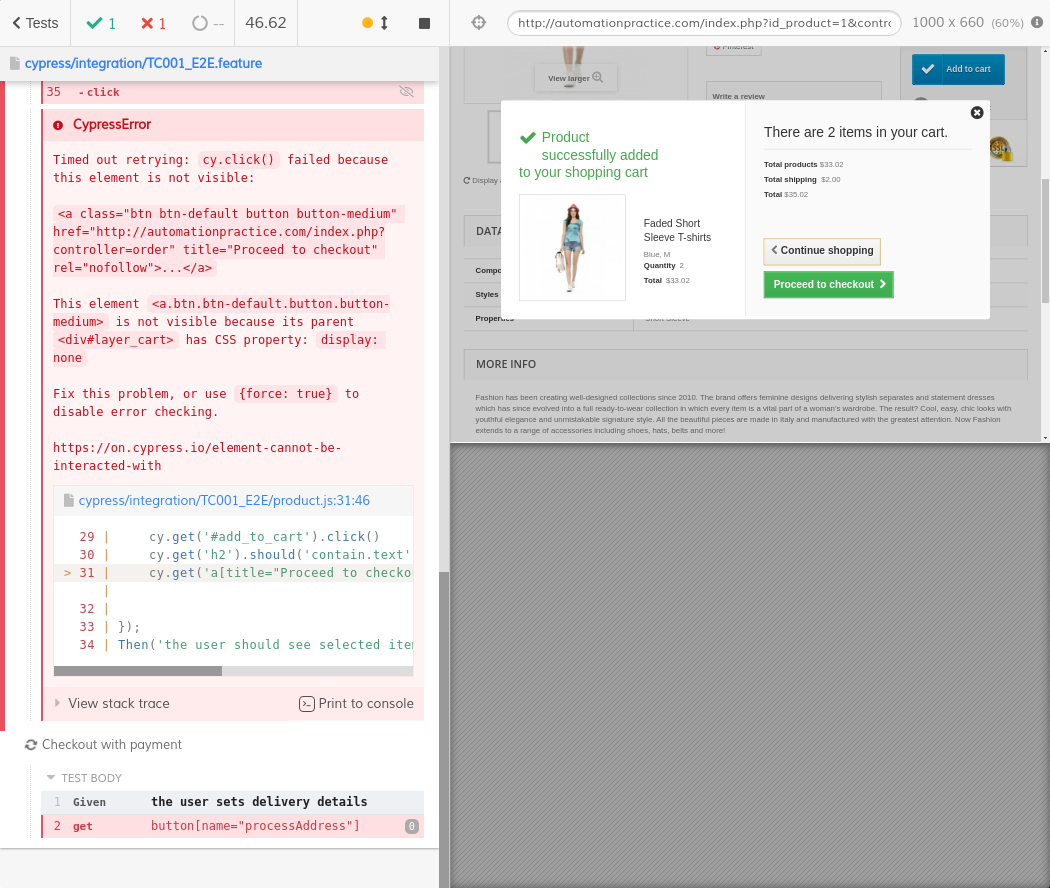 Tests
1
1
--
46.62
http://automationpractice.com/index.php?id_product=1&contro
1000 x 660 (60%)
cypress/integration/TC001_E2E.feature
35 - click
CypressError
Timed out retrying: cy.click() failed because
this element is not visible:
<a class="btn btn-default button button-medium"
href="http://automationpractice.com/index.php?
controller=order" title="Proceed to checkout"
rel="nofollow">...</a>
This element <a.btn.btn-default.button.button-
medium> is not visible because its parent
<div#layer_cart> has CSS property: display:
none
Fix this problem, or use {force: true} to
disable error checking.
https://on.cypress.io/element-cannot-be-
interacted-with
cypress/integration/TC001_E2E/product.js:31:46
29 | cy.get('#add_to_cart').click()
30 | cy.get('h2').should('contain.text'
> 31 | cy.get('a[title="Proceed to checko
|
32 |
33 | });
34 | Then('the user should see selected iter
View stack trace
Print to console
Checkout with payment
TEST BODY
1 Given the user sets delivery details
2 get button[name="processAddress"] 0
Pinterest
View larger
Add to cart
Write a review
Display
Product
successfully added
to your shopping cart
Faded Short
Sleeve T-shirts
Blue, M
Quantity 2
Total $33.02
There are 2 items in your cart.
Total products $33.02
Total shipping $2.00
Total $35.02
Continue shopping
Proceed to checkout
DATA
Compo
Styles
Properties
Short Sleeve
MORE INFO
Fashion has been creating well-designed collections since 2010. The brand offers feminine designs delivering stylish separates and statement dresses
which has since evolved into a full ready-to-wear collection in which every item is a vital part of a woman's wardrobe. The result? Cool, easy, chic looks with
youthful elegance and unmistakable signature style. All the beautiful pieces are made in Italy and manufactured with the greatest attention. Now Fashion
extends to a range of accessories including shoes, hats, belts and more!